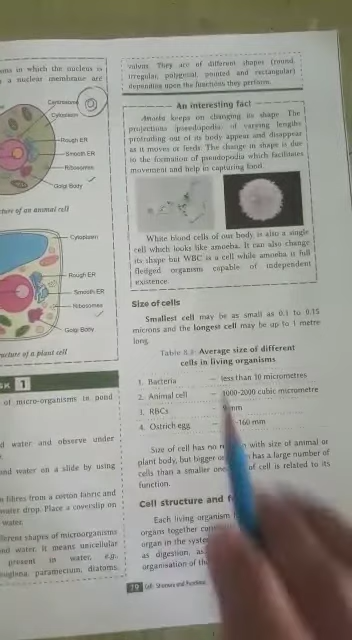 ms in which the nucleus is
a nuclear membrane are
Centrosome
Cytoplasm
Rough ER
Smooth ER
Ribosomes
Golgi Body
cture of an animal cell
Cytoplasm
Rough ER
Smooth ER
Ribosomes
Golgi Body
ucture of a plant cell
SK 1
of micro-organisms in pond
d water and observe under
nd water on a slide by using
n fibres from a cotton fabric and
water drop. Place a coverslip on
water.
fferent shapes of microorganisms
nd water. It means unicellular
present in water, e.g.
euglena, paramecium, diatoms,
They are of different shapes (round,
irregular, polygonal, pointed and rectangular)
depending upon the functions they perform.
An interesting fact
Amoeba keeps on changing its shape. The
projections (pseudopodia) of varying lengths
protruding out of its body appear and disappear
as it moves or feeds. The change in shape is due
to the formation of pseudopodia which facilitates
movement and help in capturing food.
White blood cells of our body is also a single
cell which looks like amoeba. It can also change
its shape but WBC is a cell while amoeba is full
fledged organism capable of independent
existence.
Size of cells
Smallest cell may be as small as 0.1 to 0.15
microns and the longest cell may be up to 1 metre
long.
Average size of different
cells in living organisms
1. Bacteria – less than 10 micrometres
2. Animal cell – 1000-2000 cubic micrometre
3. RBCs
4. Ostrich egg 160 mm
Size of cell has no with size of animal or
plant body, but bigger has a large number of
cells than a smaller one of cell is related to its
function.
Cell structure and
Each living organism
organs together
organ in the
as digestion,
organisation of
79 Cell: Structure and Functions